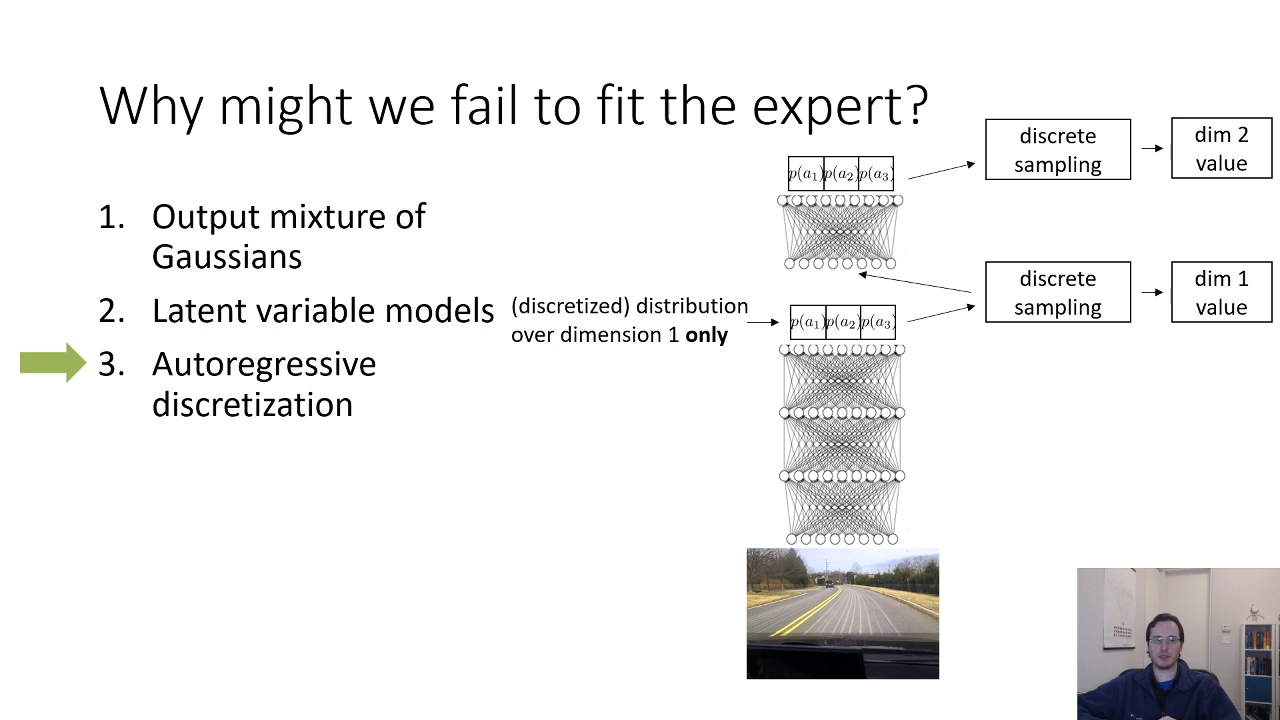 Why might we fail to fit the expert?
1. Output mixture of
Gaussians
2. Latent variable models
3. Autoregressive
discretization
(discretized) distribution
over dimension 1 only
p(a₁) p(a₂) p(a₃)
discrete
sampling
dim 2
value
p(a₁) p(a₂) p(a₃)
discrete
sampling
dim 1
value